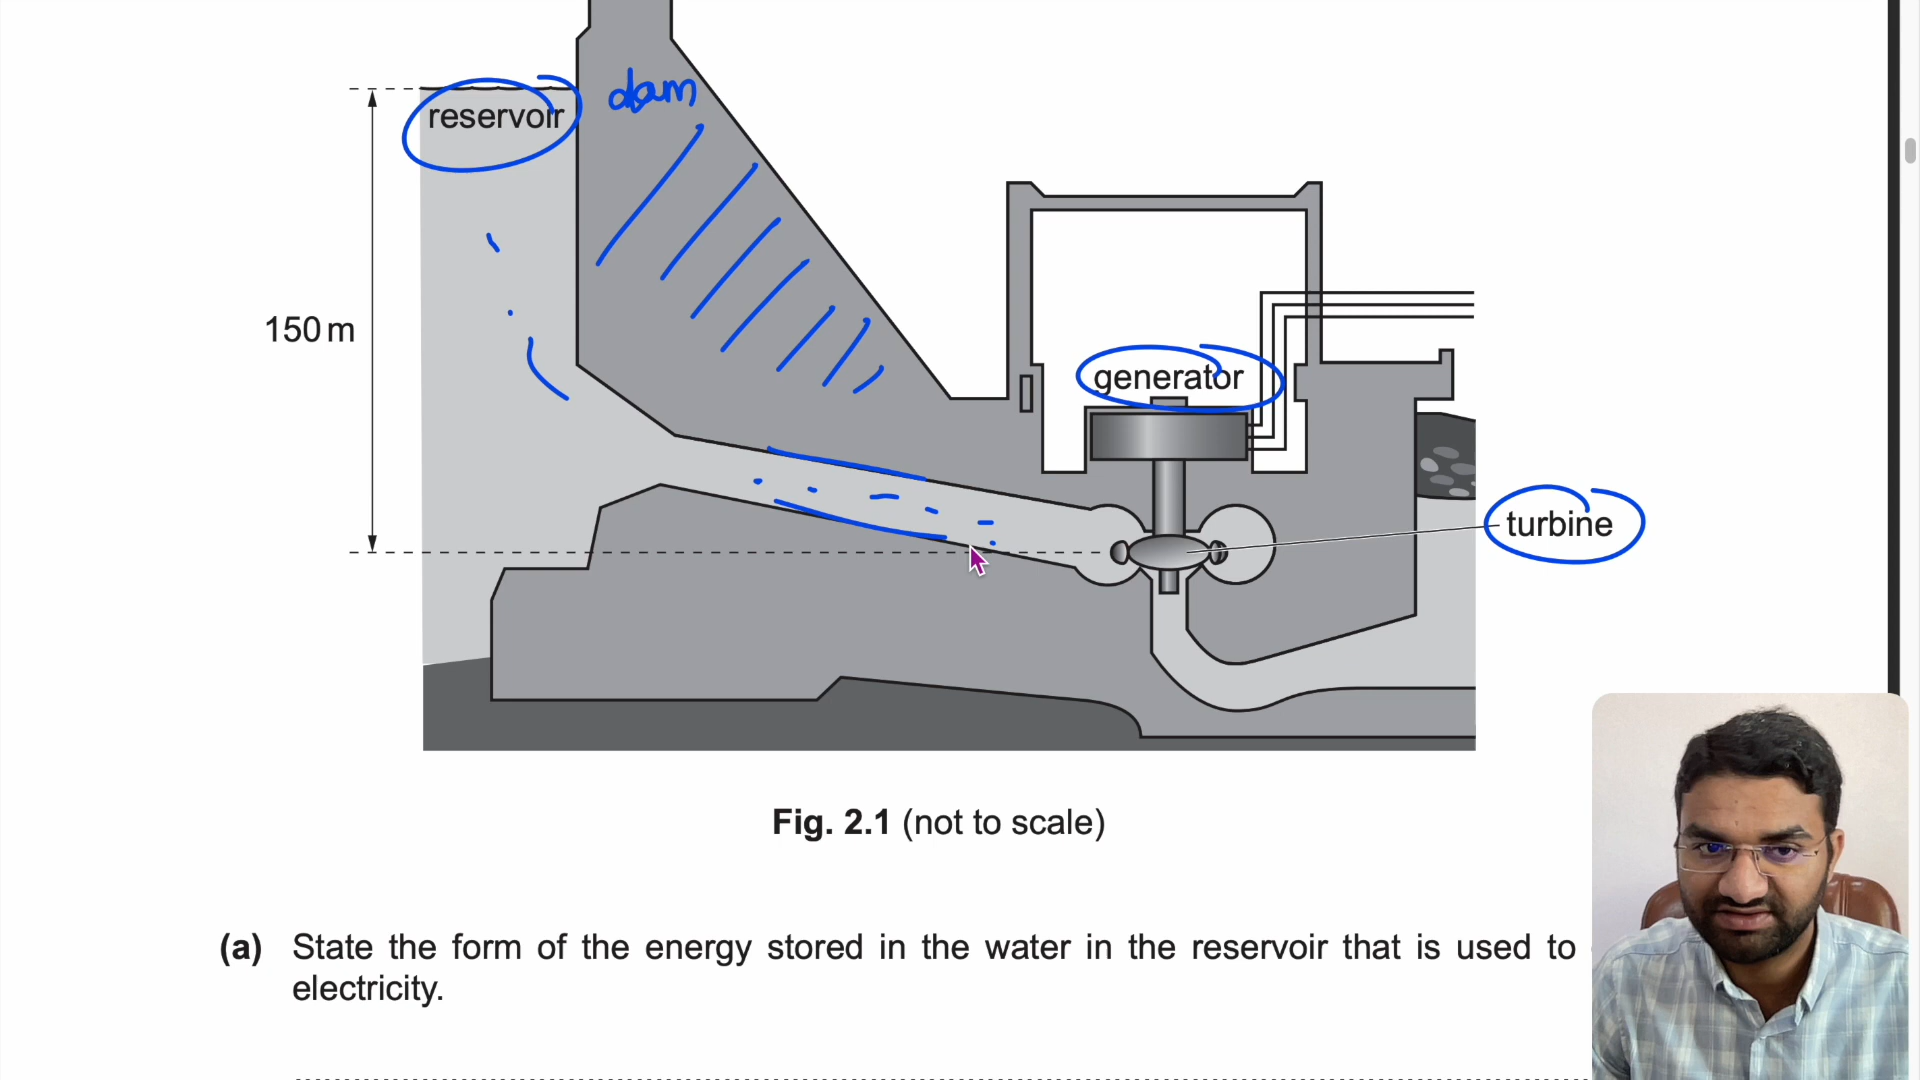 dam
reservoir
150 m
generator
turbine
Fig. 2.1 (not to scale)
(a) State the form of the energy stored in the water in the reservoir that is used to
electricity.